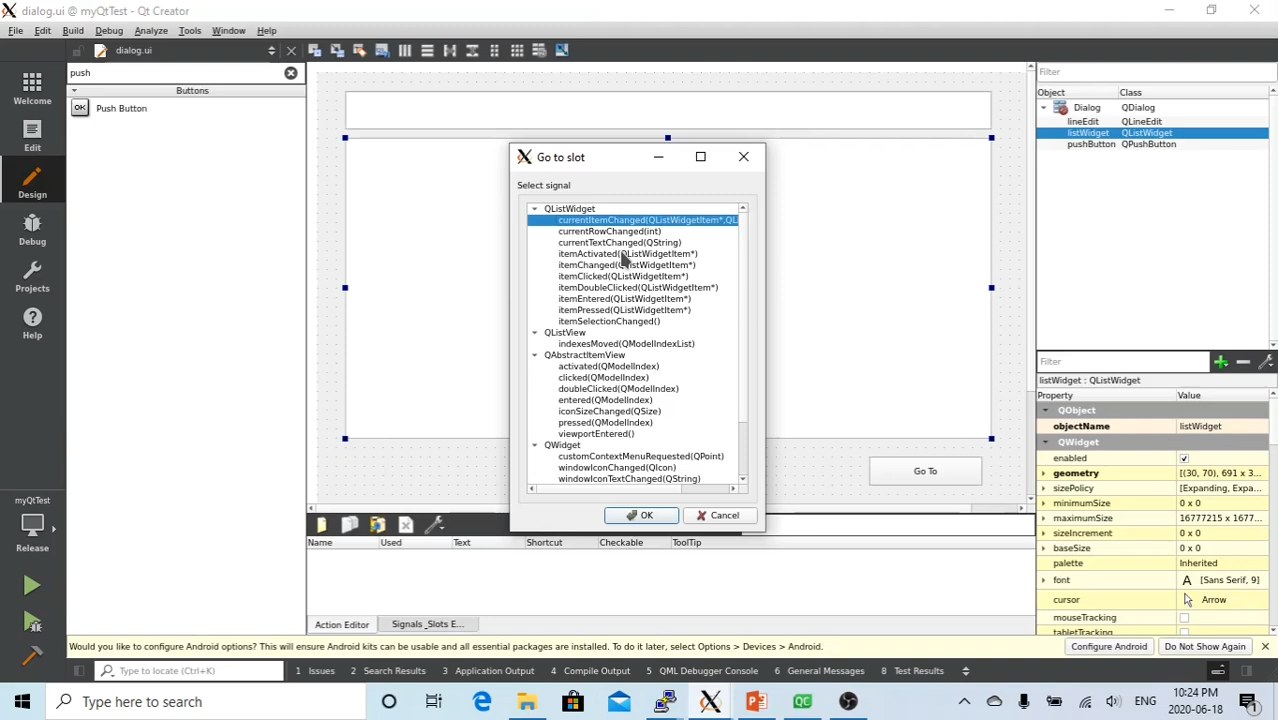 dialog.ui @ myQtTest - Qt Creator
File Edit Build Debug Analyze Tools Window Help
dialog.ui
push
Buttons
OK Push Button
Welcome
Edit
Design
Debug
Projects
Help
myQtTest
Release
Go to slot
Select signal
QListWidget
currentItemChanged(QListWidgetItem*,QL
currentRowChanged(int)
currentTextChanged(QString)
itemActivated(QListWidgetItem*)
itemChanged(QListWidgetItem*)
itemClicked(QListWidgetItem*)
itemDoubleClicked(QListWidgetItem*)
itemEntered(QListWidgetItem*)
itemPressed(QListWidgetItem*)
itemSelectionChanged()
QListView
indexesMoved(QModelIndexList)
QAbstractItemView
activated(QModelIndex)
clicked(QModelIndex)
doubleClicked(QModelIndex)
entered(QModelIndex)
iconSizeChanged(QSize)
pressed(QModelIndex)
viewportEntered()
QWidget
customContextMenuRequested(QPoint)
windowIconChanged(QIcon)
windowIconTextChanged(QString)
OK Cancel
Go To
Name Used Text Shortcut Checkable ToolTip
Action Editor Signals _Slots E...
Filter
Object Class
Dialog QDialog
lineEdit QLineEdit
listWidget QListWidget
pushButton QPushButton
Filter
listWidget : QListWidget
Property Value
QObject
objectName listWidget
QWidget
enabled
geometry [(30, 70), 691 x 3...
sizePolicy [Expanding, Expa...
minimumSize 0 x 0
maximumSize 16777215 x 1677...
sizeIncrement 0 x 0
baseSize 0 x 0
palette Inherited
font A [Sans Serif, 9]
cursor Arrow
mouseTracking
tabletTracking
Would you like to configure Android options? This will ensure Android kits can be usable and all essential packages are installed. To do it later, select Options > Devices > Android.
Configure Android Do Not Show Again
Type to locate (Ctrl+K) 1 Issues 2 Search Results 3 Application Output 4 Compile Output 5 QML Debugger Console 6 General Messages 8 Test Results
Type here to search
QC
ENG
10:24 PM
2020-06-18
1